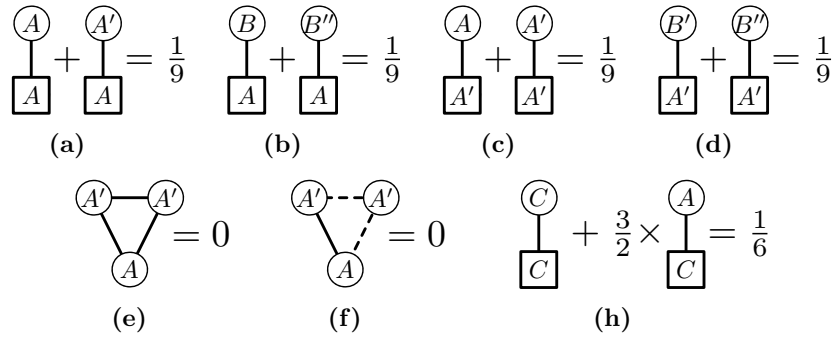 A + A′ = 1/9
A A
B + B′′ = 1/9
A A
A + A′ = 1/9
A′ A′
B′ + B′′ = 1/9
A′ A′
(a) (b) (c) (d)
A′ A′
A = 0
A′ A′
A = 0
C + 3/2 × A = 1/6
C C
(e) (f) (h)